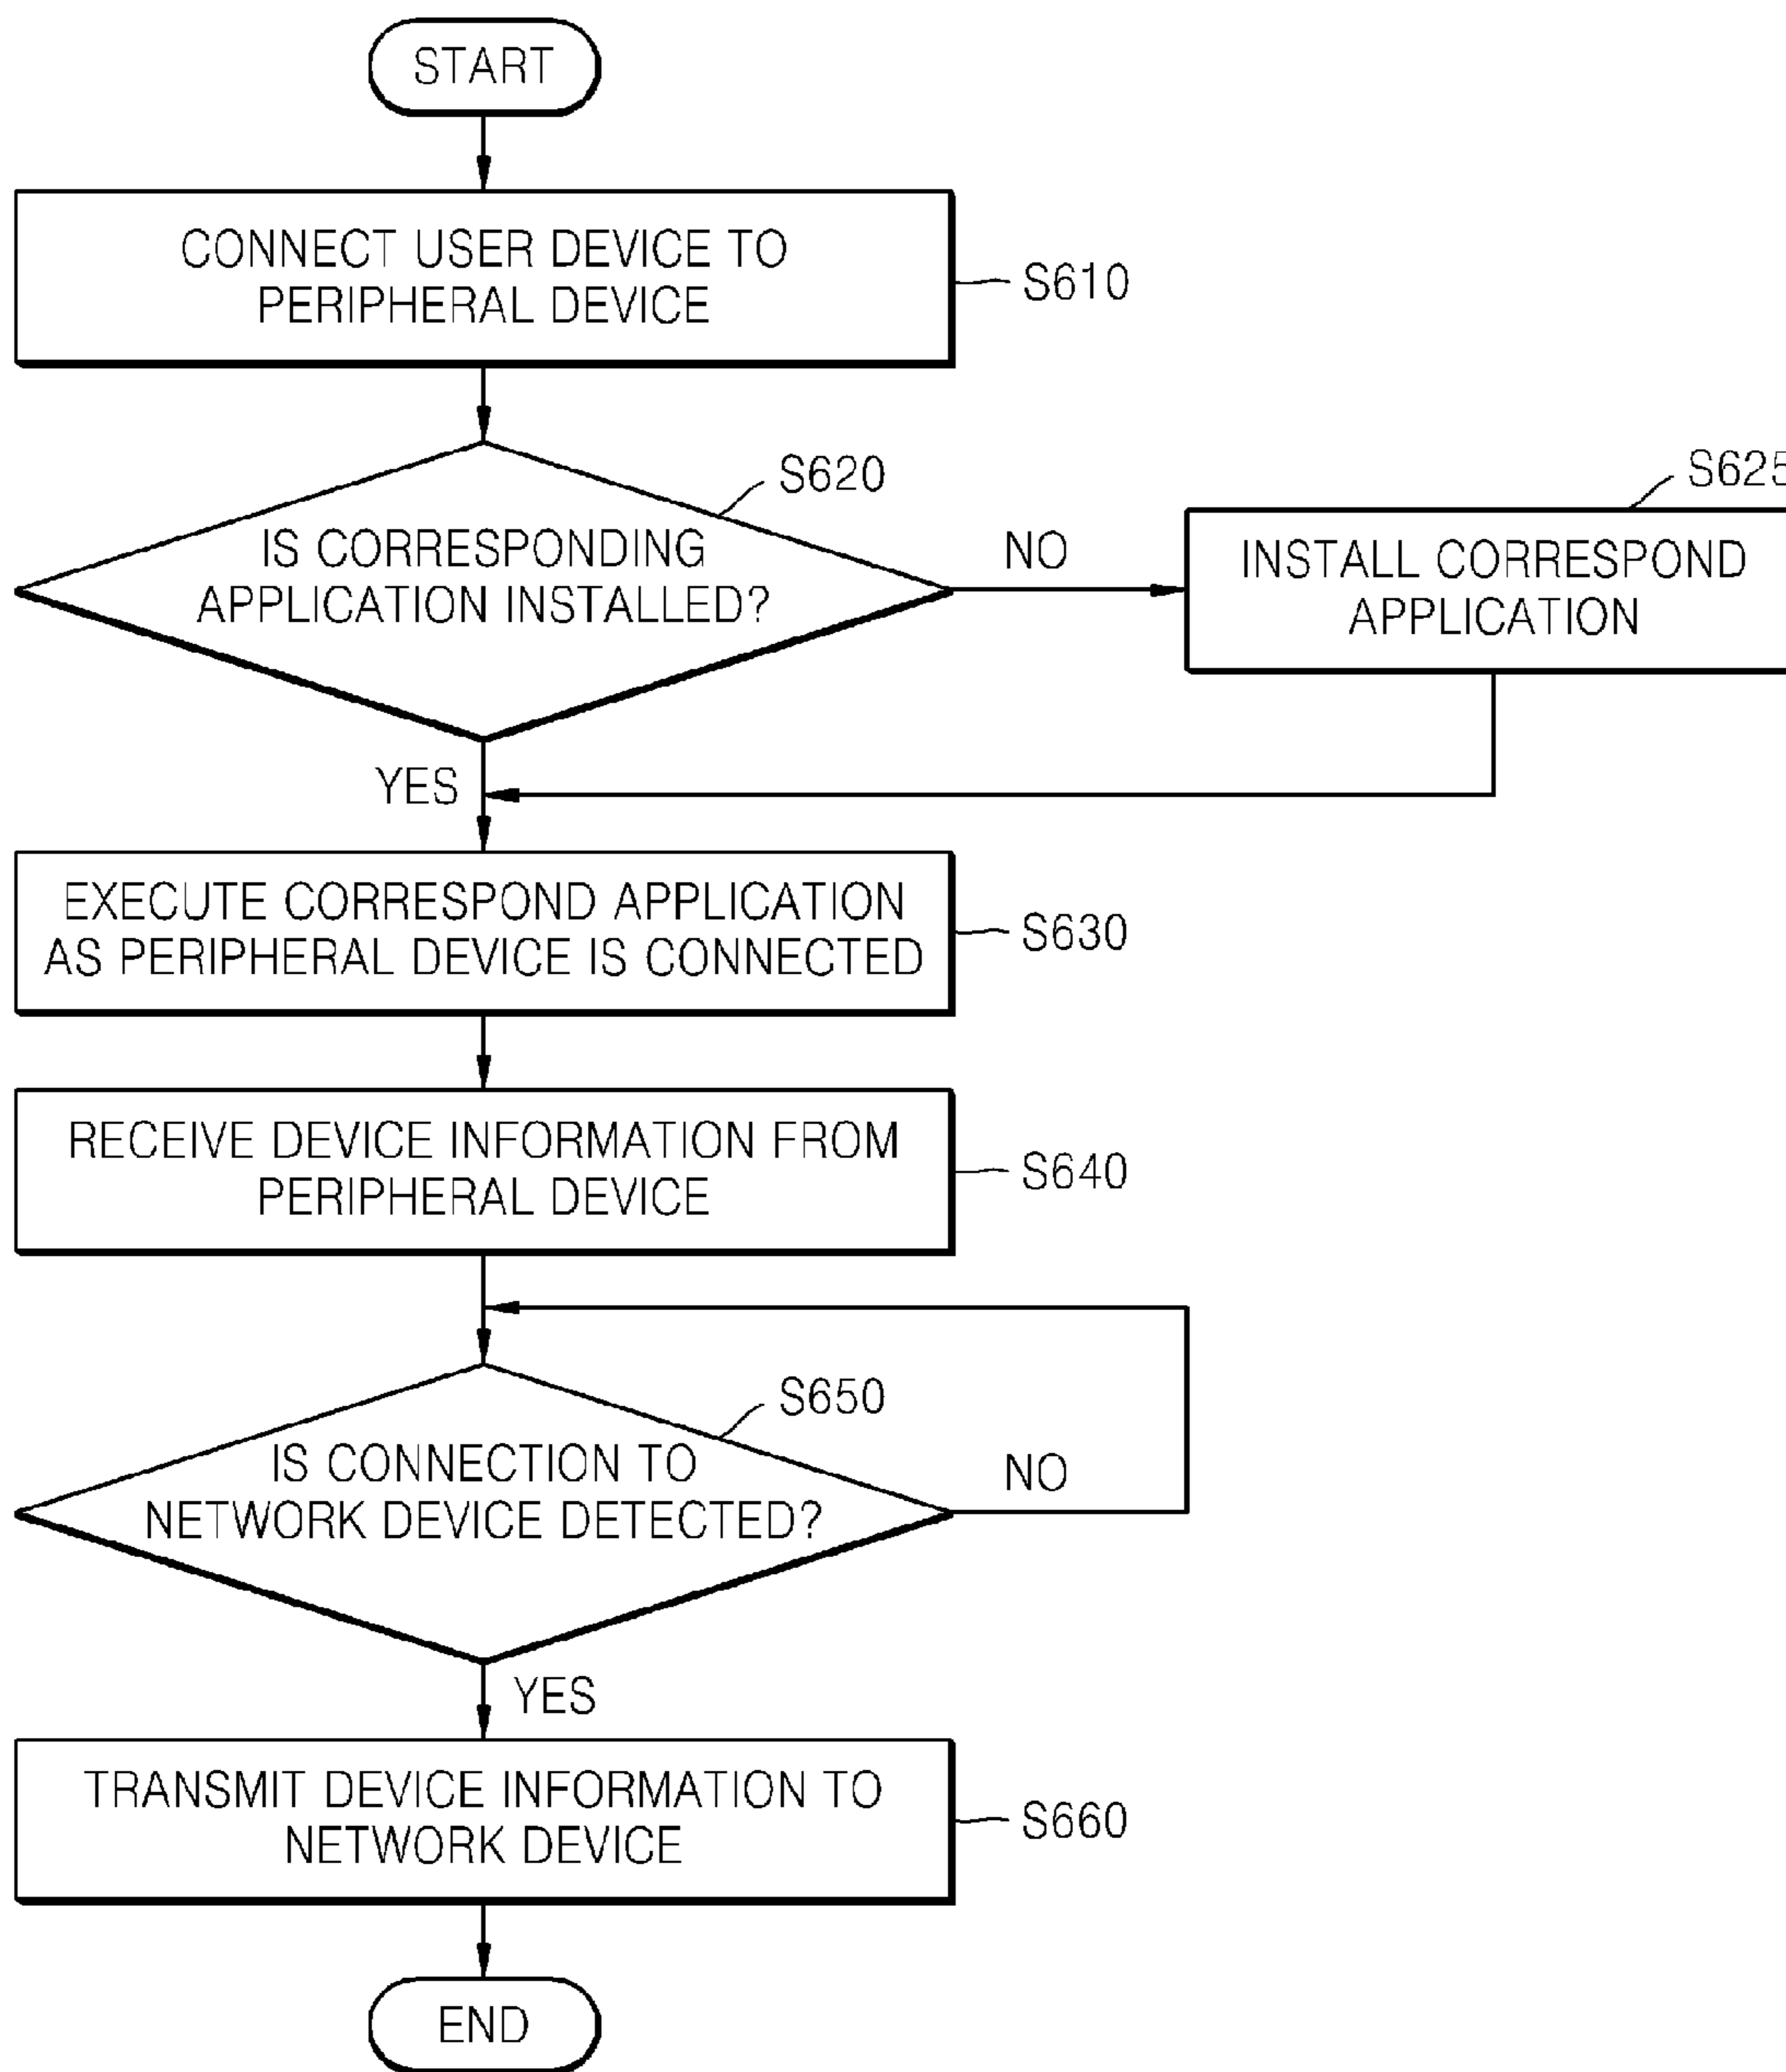 START
CONNECT USER DEVICE TO
PERIPHERAL DEVICE
S610
S620
IS CORRESPONDING
APPLICATION INSTALLED?
NO
S625
INSTALL CORRESPOND
APPLICATION
YES
EXECUTE CORRESPOND APPLICATION
AS PERIPHERAL DEVICE IS CONNECTED
S630
RECEIVE DEVICE INFORMATION FROM
PERIPHERAL DEVICE
S640
S650
IS CONNECTION TO
NETWORK DEVICE DETECTED?
NO
YES
TRANSMIT DEVICE INFORMATION TO
NETWORK DEVICE
S660
END